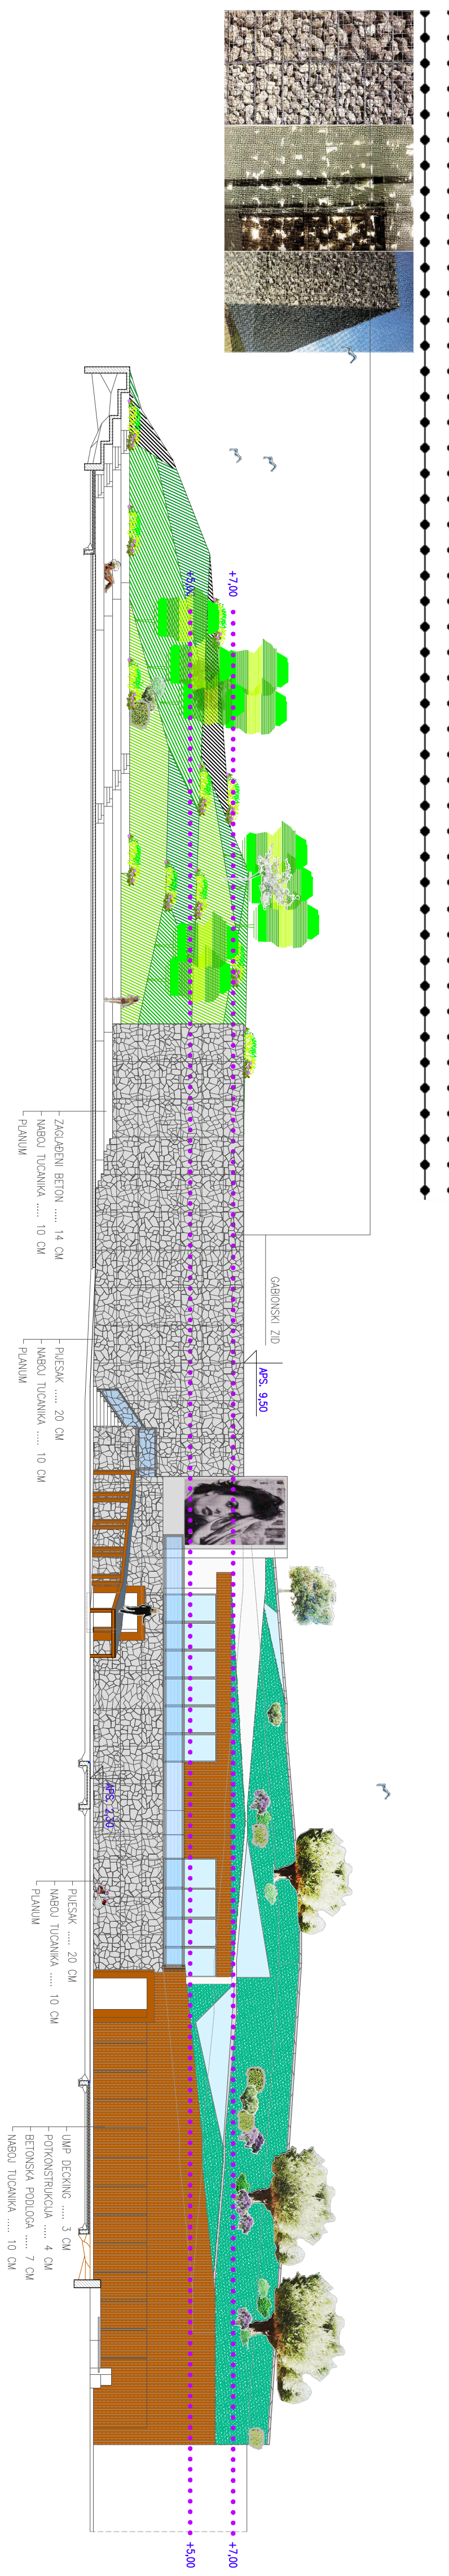 +7,00
+5,00
GABIONSKI ZID
APS. 9,50
ZAGLAĐENI BETON ..... 14 CM
NABOJ TUCANIKA ..... 10 CM
PLANUM
PIJESAK ..... 20 CM
NABOJ TUCANIKA ..... 10 CM
PLANUM
APS. 2,30
PIJESAK ..... 20 CM
NABOJ TUCANIKA ..... 10 CM
PLANUM
UMP DECKING ..... 3 CM
POTKONSTRUKCIJA ..... 4 CM
BETONSKA PODLOGA ..... 7 CM
NABOJ TUCANIKA ..... 10 CM
+7,00
+5,00